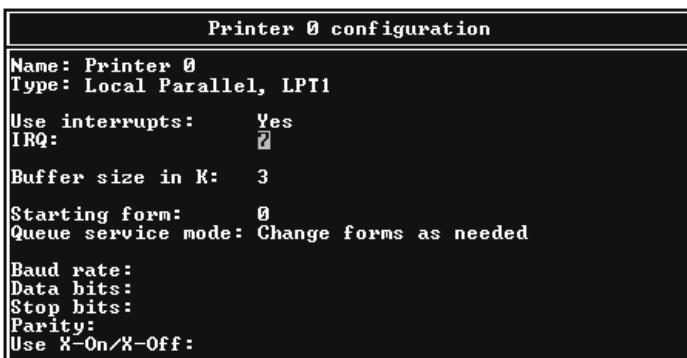 Printer 0 configuration
Name: Printer 0
Type: Local Parallel, LPT1
Use interrupts: Yes
IRQ: 7
Buffer size in K: 3
Starting form: 0
Queue service mode: Change forms as needed
Baud rate:
Data bits:
Stop bits:
Parity:
Use X-On/X-Off: